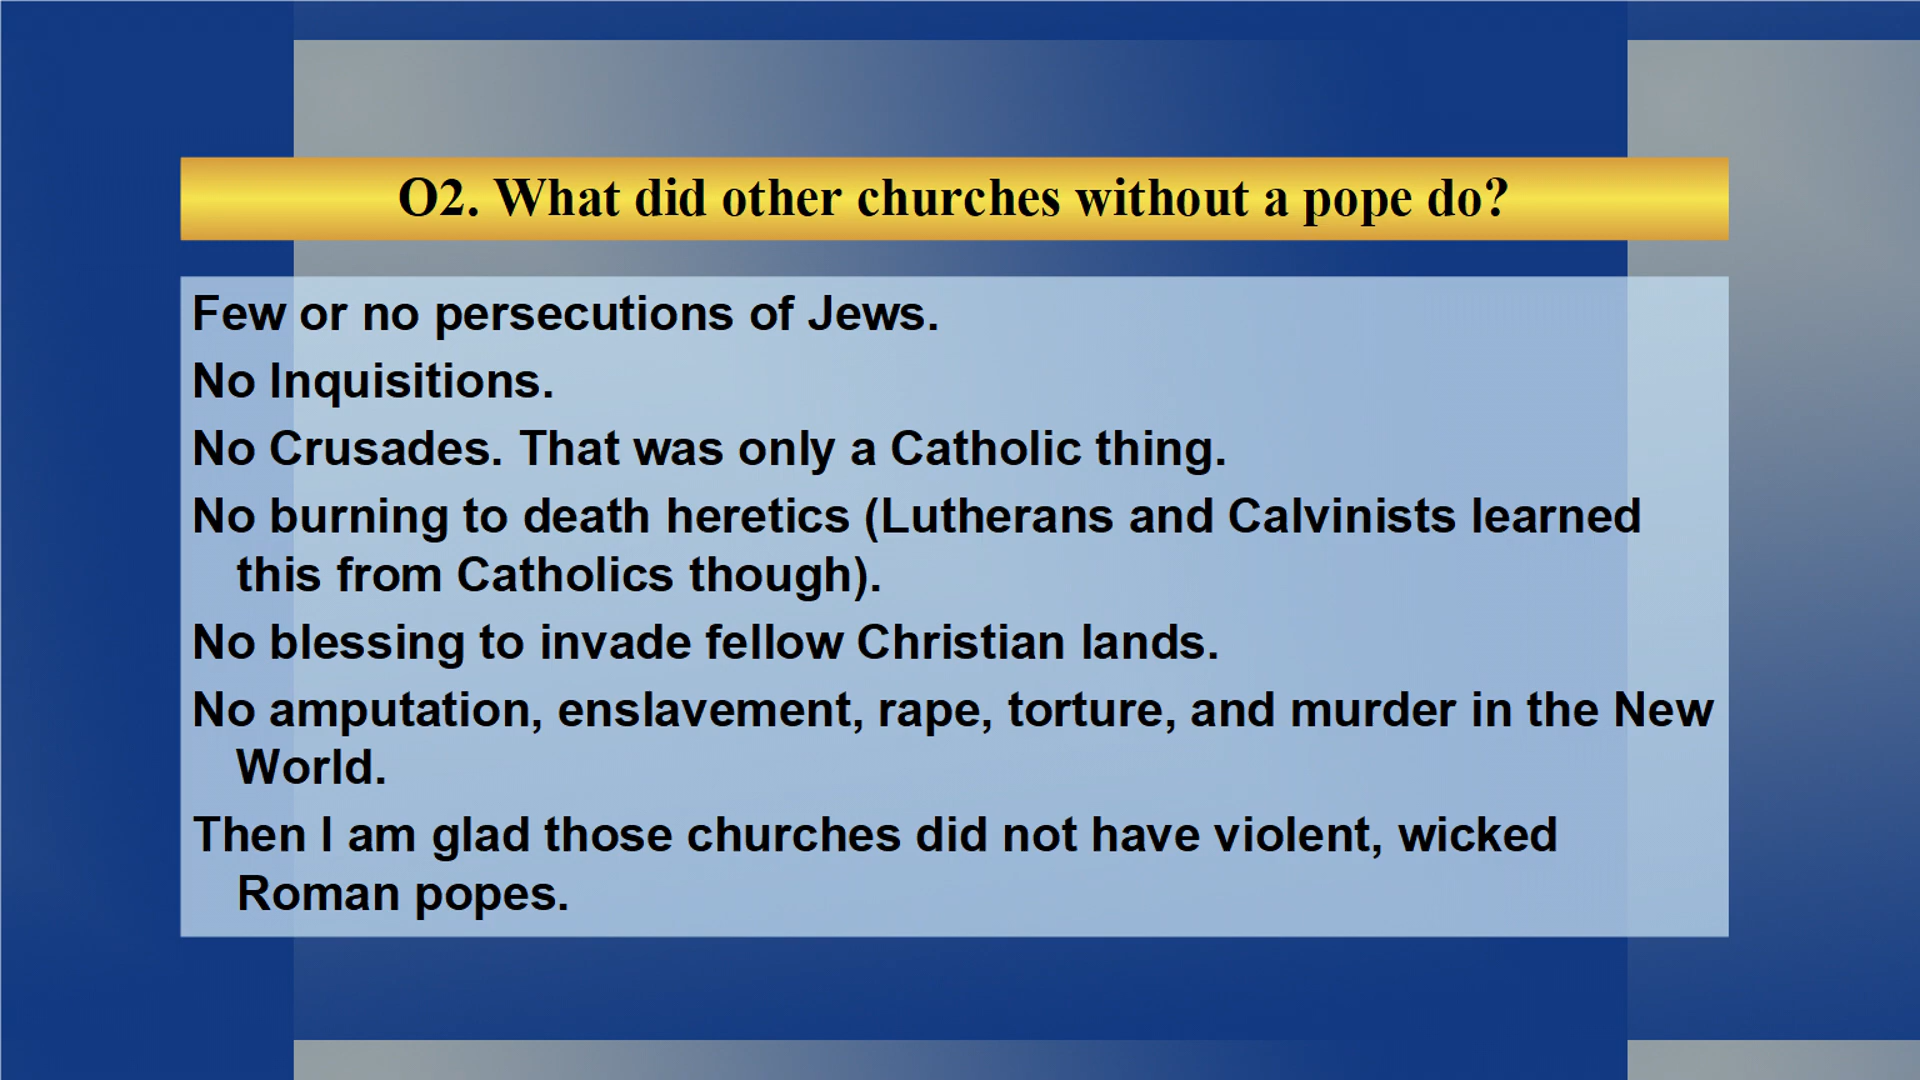 O2. What did other churches without a pope do?
Few or no persecutions of Jews.
No Inquisitions.
No Crusades. That was only a Catholic thing.
No burning to death heretics (Lutherans and Calvinists learned
this from Catholics though).
No blessing to invade fellow Christian lands.
No amputation, enslavement, rape, torture, and murder in the New
World.
Then I am glad those churches did not have violent, wicked
Roman popes.